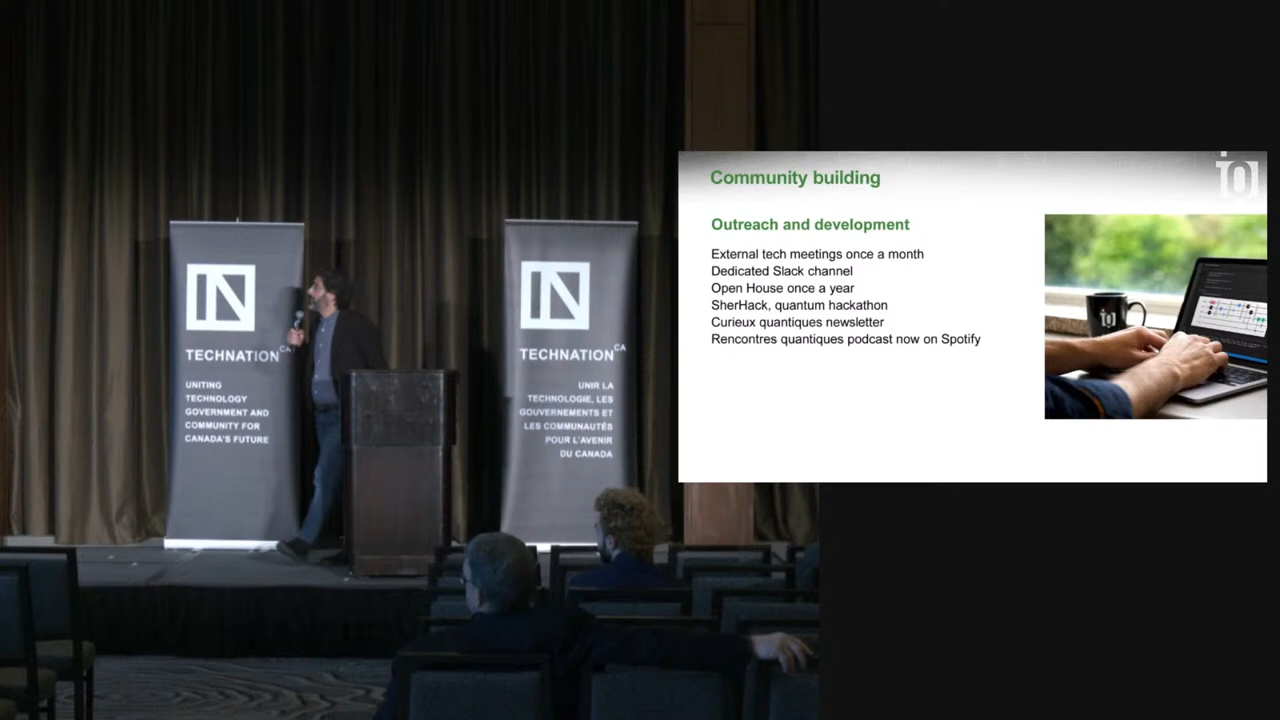 IN
TECHNATION CA
UNITING
TECHNOLOGY
GOVERNMENT AND
COMMUNITY FOR
CANADA'S FUTURE
IN
TECHNATION CA
UNIR LA
TECHNOLOGIE, LES
GOUVERNEMENTS ET
LES COMMUNAUTÉS
POUR L'AVENIR
DU CANADA
Community building
Outreach and development
External tech meetings once a month
Dedicated Slack channel
Open House once a year
SherHack, quantum hackathon
Curieux quantiques newsletter
Rencontres quantiques podcast now on Spotify
iQ
iQ